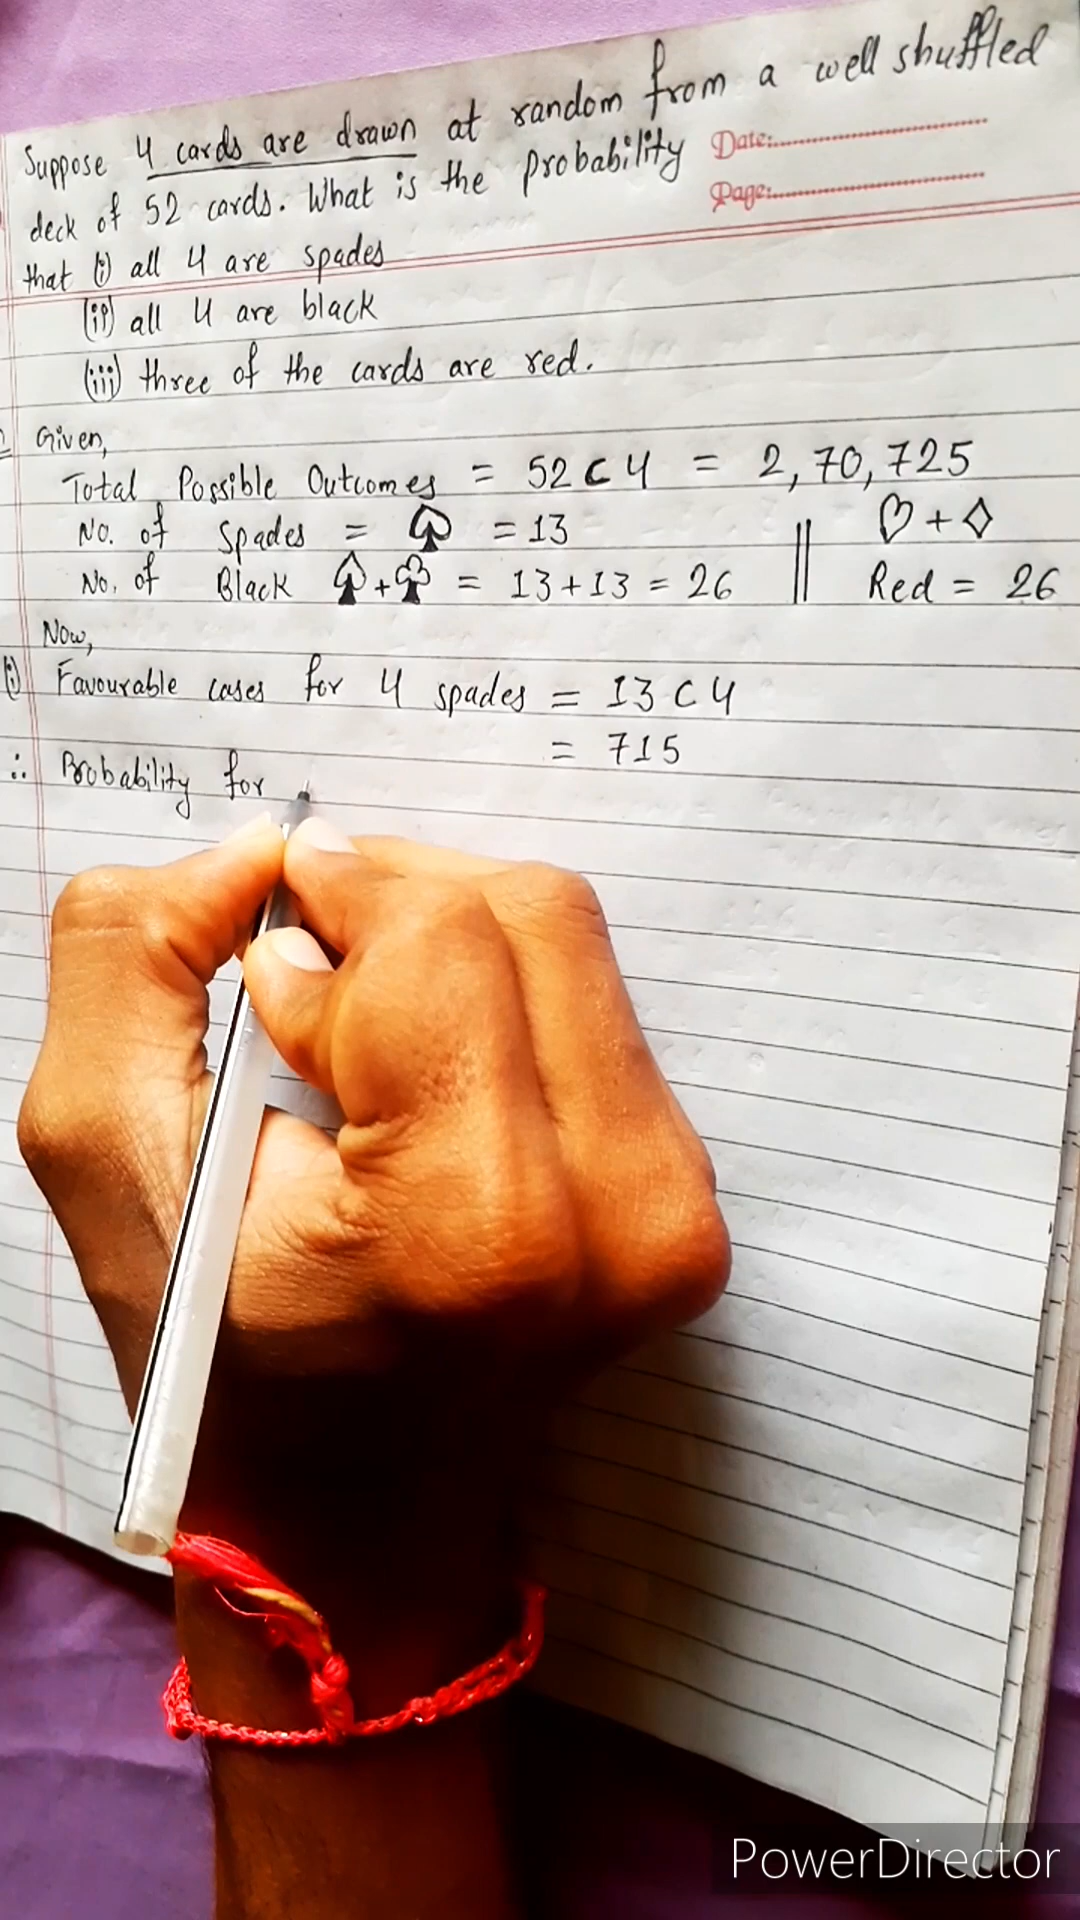 Suppose 4 cards are drawn at random from a well shuffled
deck of 52 cards. What is the probability
Date:
Page:
that (i) all 4 are spades
(ii) all 4 are black
(iii) three of the cards are red.
Given,
Total Possible Outcomes = 52C4 = 2,70,725
No. of Spades = ♠ = 13
♡ + ♢
No. of Black ♠ + ♣ = 13+13 = 26 || Red = 26
Now,
(i) Favourable cases for 4 spades = 13C4
= 715
∴ Probability for
PowerDirector